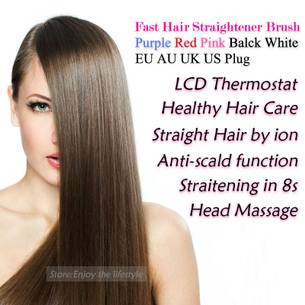 Fast Hair Straightener Brush
Purple Red Pink Balck White
EU AU UK US Plug
LCD Thermostat
Healthy Hair Care
Straight Hair by ion
Anti-scald function
Straitening in 8s
Head Massage
Store:Enjoy the lifestyle